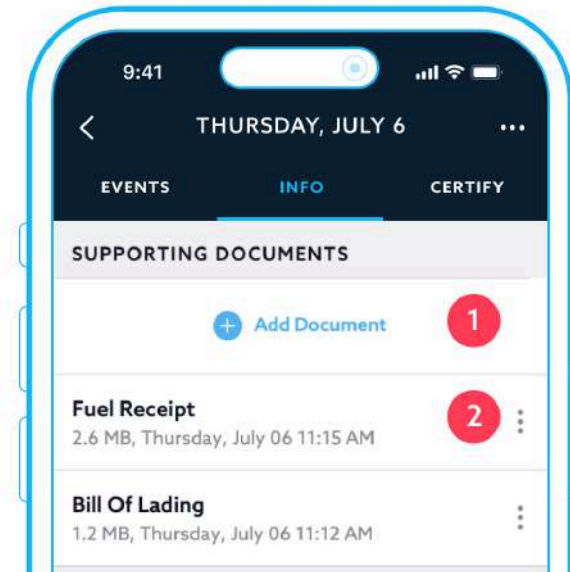 9:41
THURSDAY, JULY 6
EVENTS INFO CERTIFY
SUPPORTING DOCUMENTS
Add Document 1
Fuel Receipt
2
2.6 MB, Thursday, July 06 11:15 AM
Bill Of Lading
1.2 MB, Thursday, July 06 11:12 AM